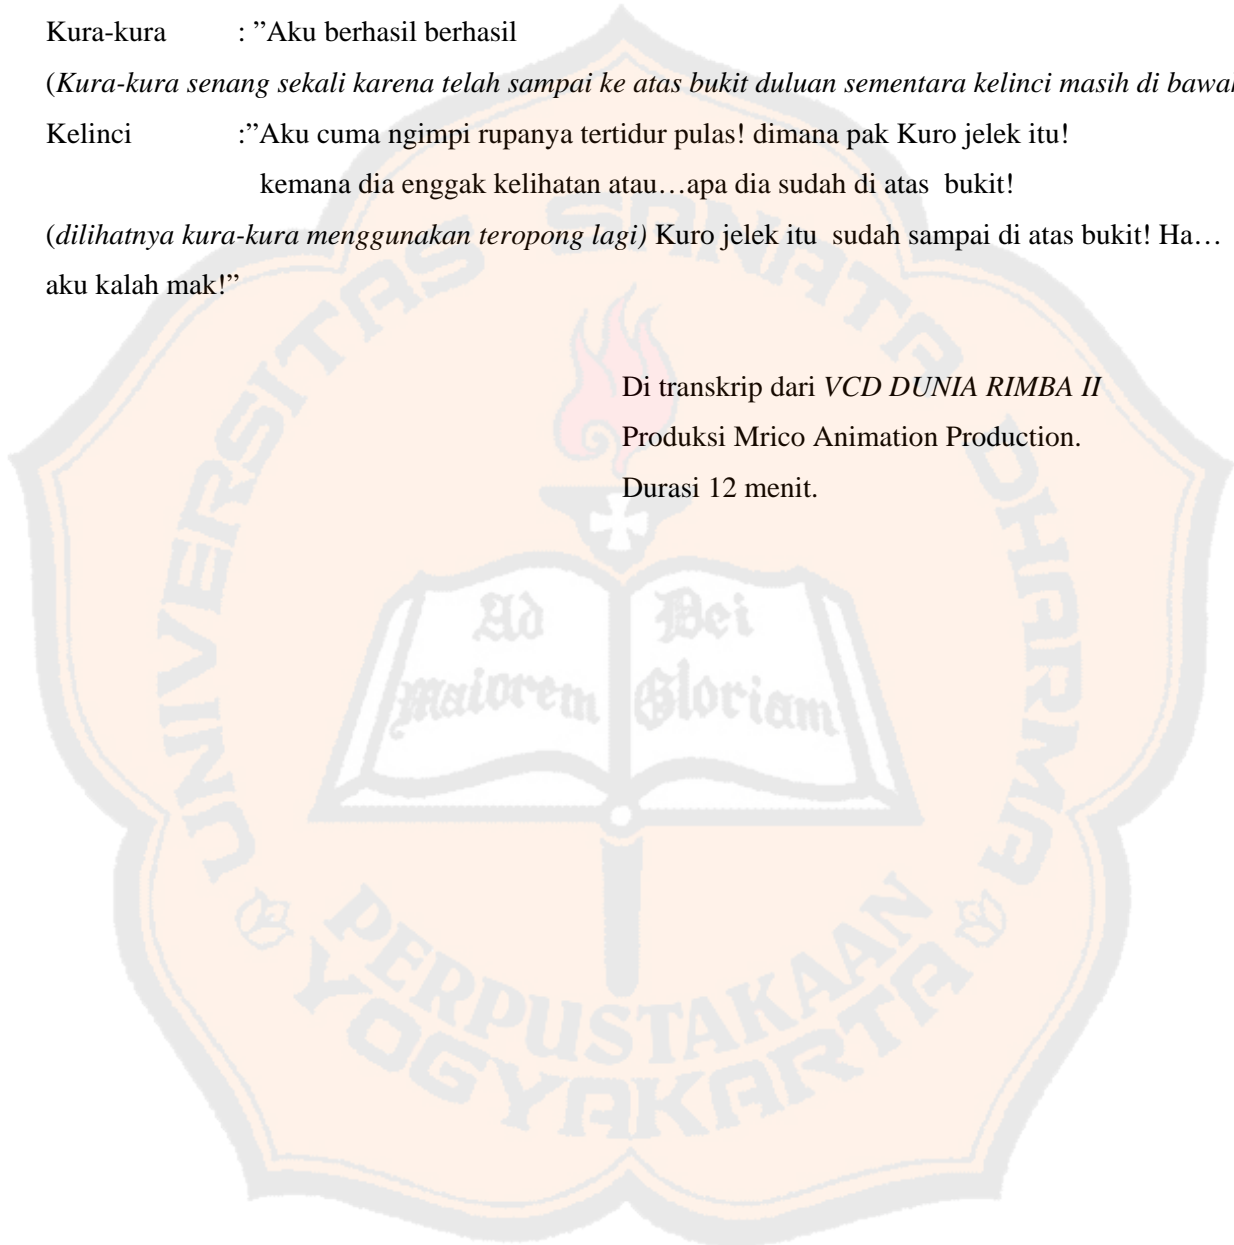 Kura-kura : ”Aku berhasil berhasil
(Kura-kura senang sekali karena telah sampai ke atas bukit duluan sementara kelinci masih di bawah
Kelinci :”Aku cuma ngimpi rupanya tertidur pulas! dimana pak Kuro jelek itu!
kemana dia enggak kelihatan atau…apa dia sudah di atas bukit!
(dilihatnya kura-kura menggunakan teropong lagi) Kuro jelek itu sudah sampai di atas bukit! Ha…
aku kalah mak!”
Di transkrip dari VCD DUNIA RIMBA II
Produksi Mrico Animation Production.
Durasi 12 menit.
UNIVERSITAS SANATA DHARMA
Ad Dei
maiorem Gloriam
PERPUSTAKAAN
YOGYAKARTA